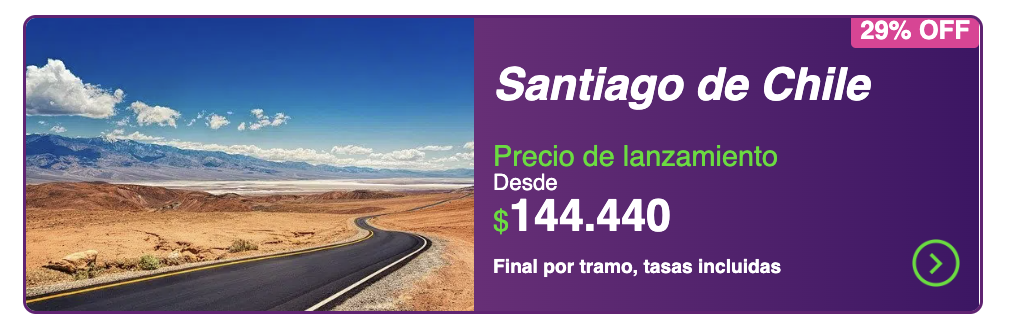 29% OFF
Santiago de Chile
Precio de lanzamiento
Desde
$144.440
Final por tramo, tasas incluidas